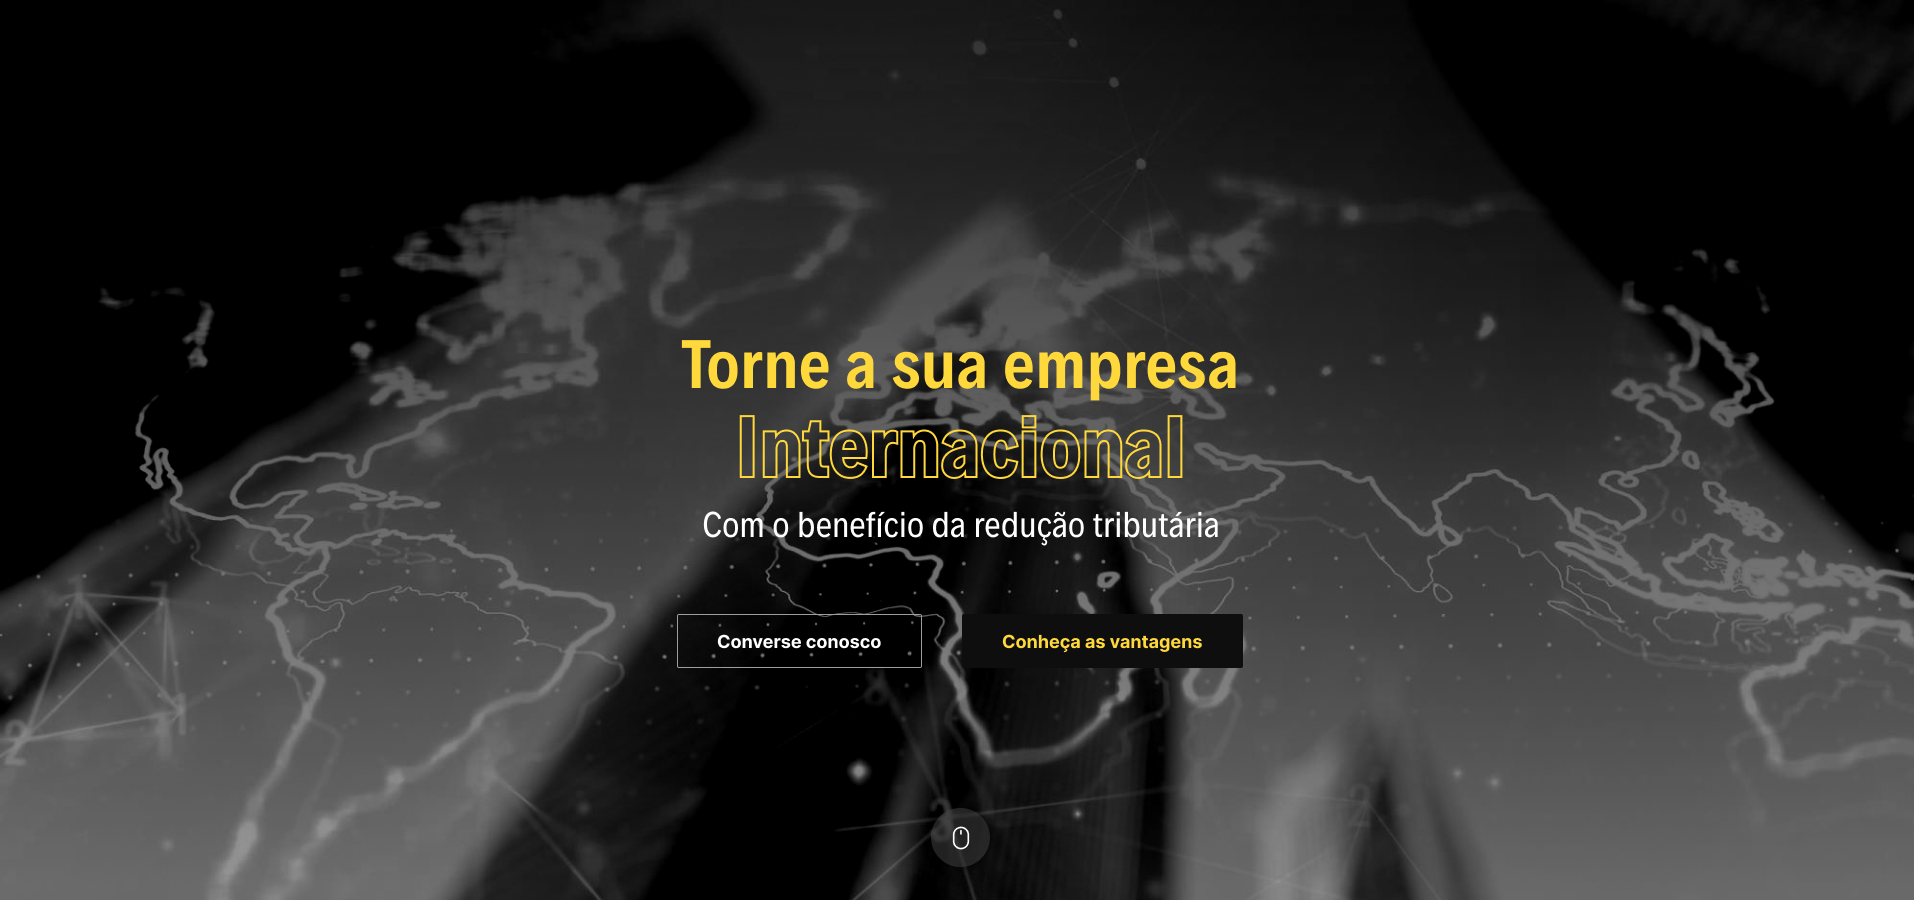 Torne a sua empresa
Internacional
Com o benefício da redução tributária
Converse conosco
Conheça as vantagens